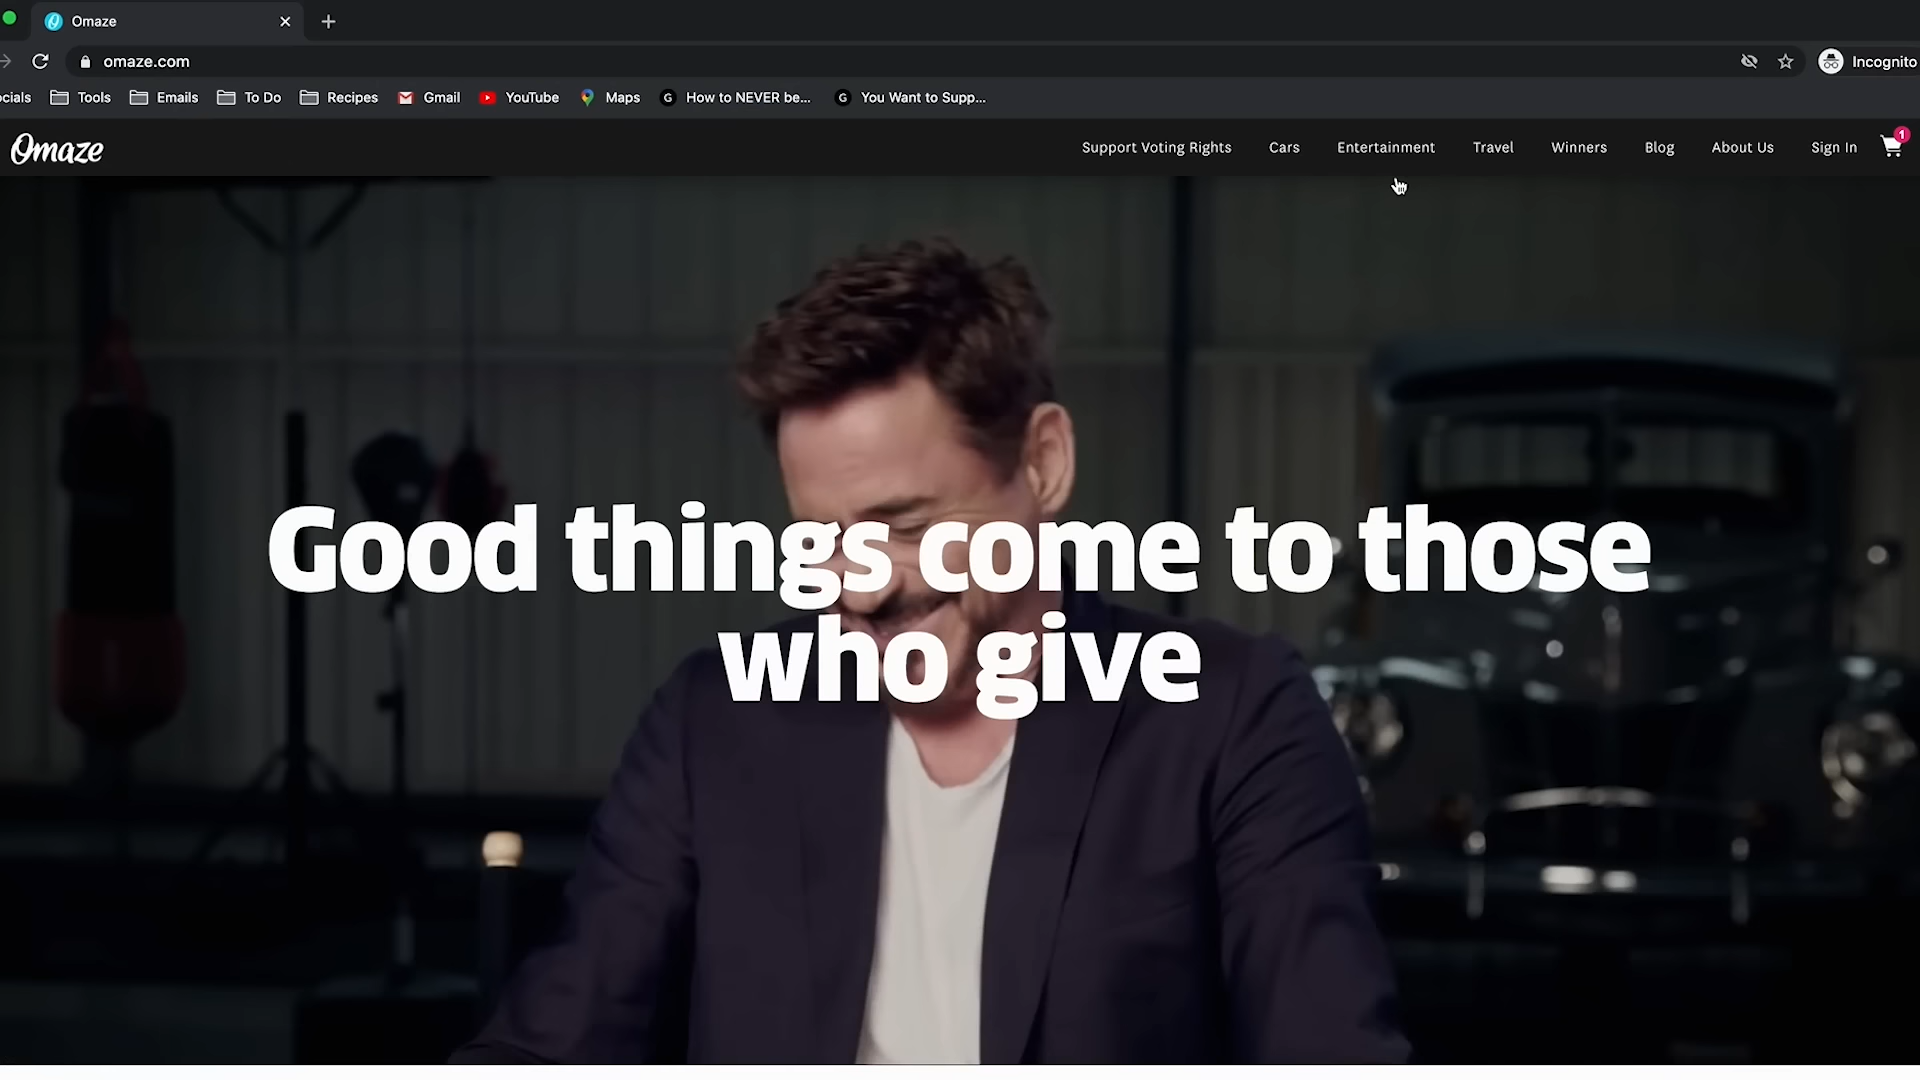 Omaze
omaze.com
Incognito
ocials Tools Emails To Do Recipes Gmail YouTube Maps G How to NEVER be... G You Want to Supp...
Omaze Support Voting Rights Cars Entertainment Travel Winners Blog About Us Sign In 1
Good things come to those
who give